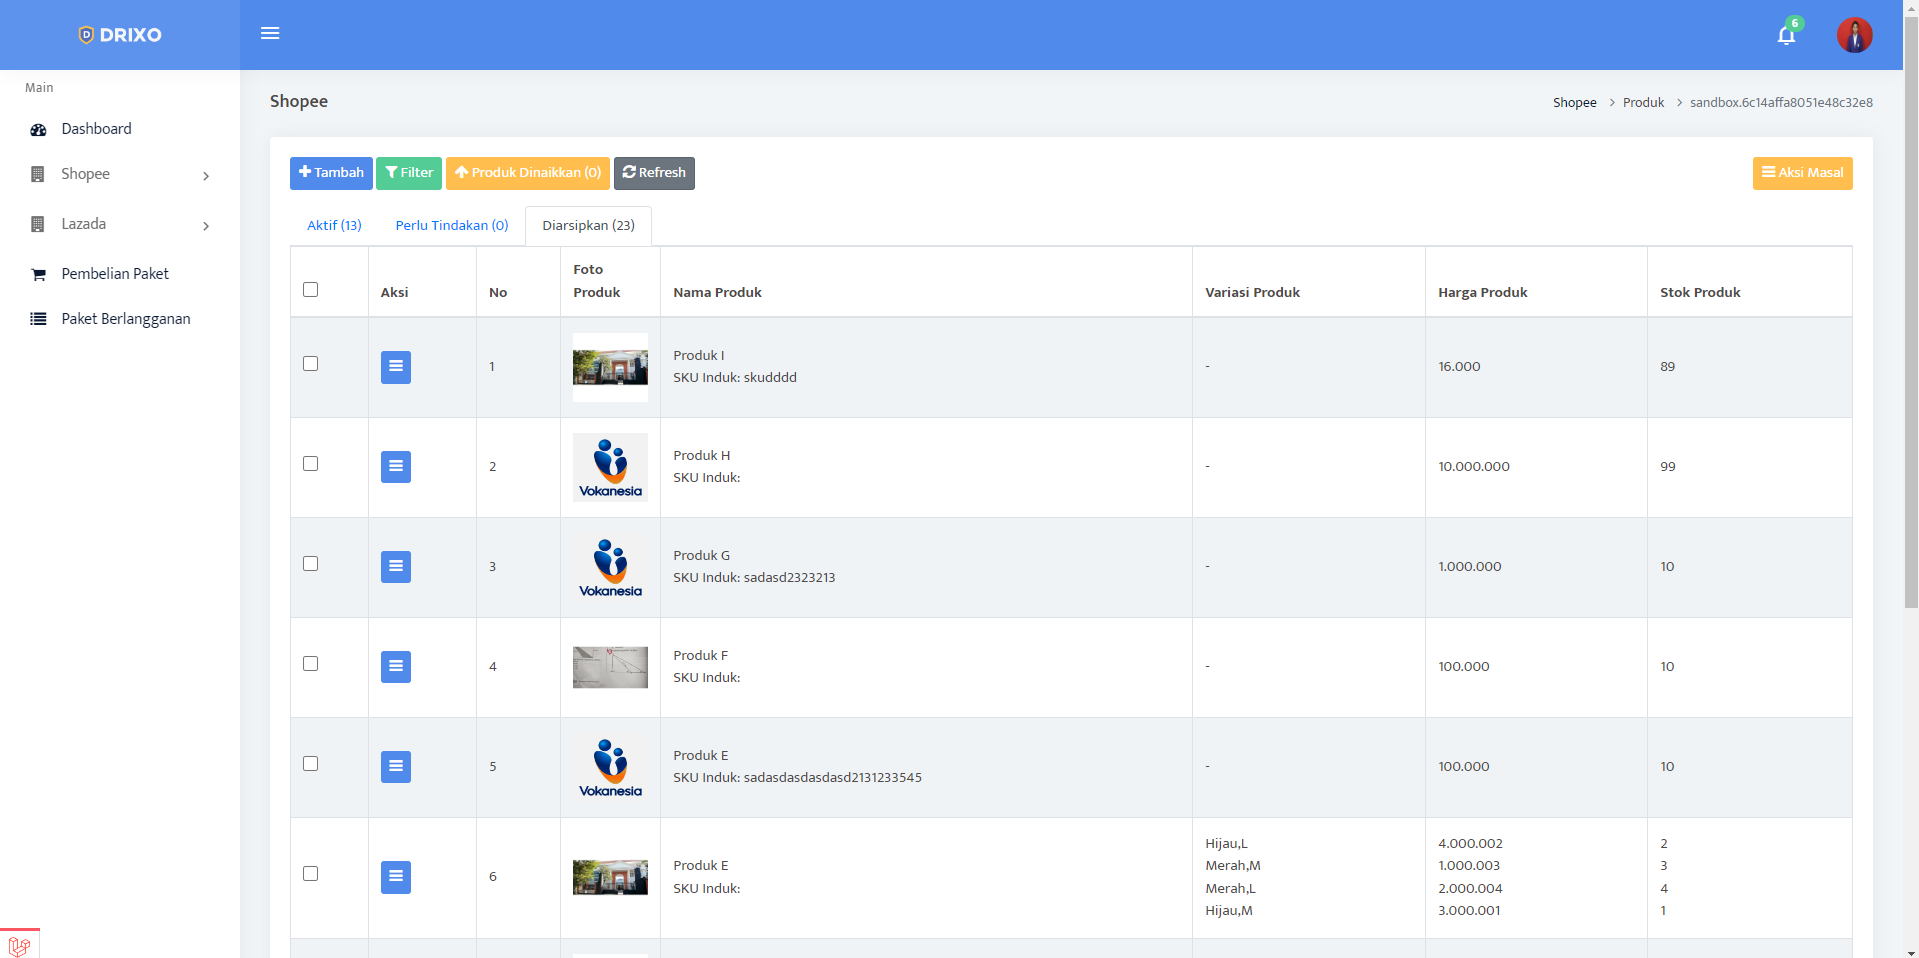 DRIXO
6
Main
Dashboard
Shopee
Lazada
Pembelian Paket
Paket Berlangganan
Shopee
Shopee > Produk > sandbox.6c14affa8051e48c32e8
Tambah Filter Produk Dinaikkan (0) Refresh Aksi Masal
Aktif (13) Perlu Tindakan (0) Diarsipkan (23)
Aksi No Foto Produk Nama Produk Variasi Produk Harga Produk Stok Produk
1 Produk I - 16.000 89
SKU Induk: skudddd
2 Vokanesia Produk H - 10.000.000 99
SKU Induk:
3 Vokanesia Produk G - 1.000.000 10
SKU Induk: sadasd2323213
4 Produk F - 100.000 10
SKU Induk:
5 Vokanesia Produk E - 100.000 10
SKU Induk: sadasdasdasdasd2131233545
6 Produk E
SKU Induk:
Hijau,L 4.000.002 2
Merah,M 1.000.003 3
Merah,L 2.000.004 4
Hijau,M 3.000.001 1